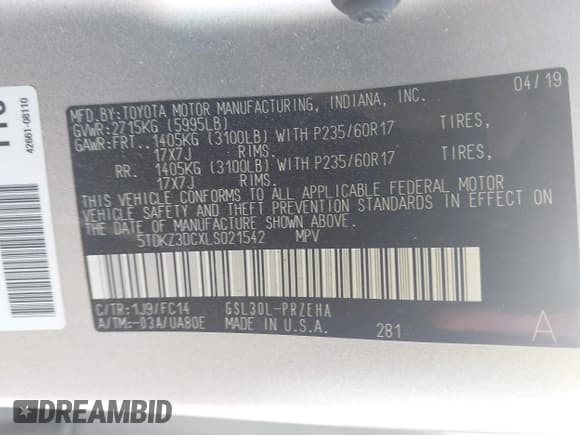 04/19
MFD.BY:TOYOTA MOTOR MANUFACTURING, INDIANA, INC.
GVWR:2715KG (5995LB)
GAWR:FRT. 1405KG (3100LB) WITH P235/60R17 TIRES,
17X7J RIMS.
RR. 1405KG (3100LB) WITH P235/60R17 TIRES,
17X7J RIMS.
THIS VEHICLE CONFORMS TO ALL APPLICABLE FEDERAL MOTOR
VEHICLE SAFETY AND THEFT PREVENTION STANDARDS IN EFFECT ON
THE DATE OF MANUFACTURE SHOWN ABOVE.
5TDKZ3DCXLS021542 MPV
C/TR:1J9/FC14 GSL30L-PRZEHA
A/TM:-03A/UA80E MADE IN U.S.A. 281 A
42661-08110
DREAMBID